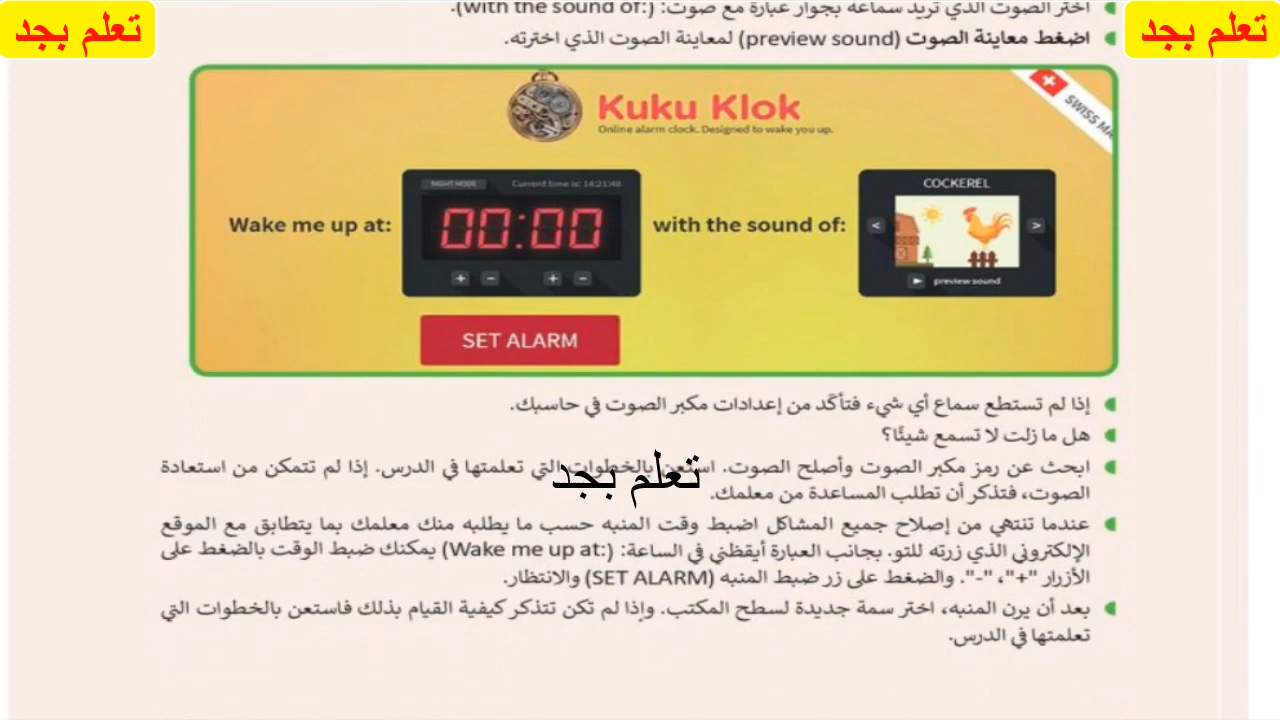 تعلم بجد
تعلم بجد
اختر الصوت الذي تريد سماعه بجوار عبارة مع صوت: (with the sound of:).
اضغط معاينة الصوت (preview sound) لمعاينة الصوت الذي اخترته.
Kuku Klok
Online alarm clock. Designed to wake you up.
SWISS MA
NIGHT MODE
Current time is: 14:21:48
Wake me up at:
00:00
+ - + -
with the sound of:
COCKEREL
< >
preview sound
SET ALARM
إذا لم تستطع سماع أي شيء فتأكّد من إعدادات مكبر الصوت في حاسبك.
هل ما زلت لا تسمع شيئًا؟
ابحث عن رمز مكبر الصوت وأصلح الصوت. استعن بالخطوات التي تعلمتها في الدرس. إذا لم تتمكن من استعادة
الصوت، فتذكر أن تطلب المساعدة من معلمك.
تعلم بجد
عندما تنتهي من إصلاح جميع المشاكل اضبط وقت المنبه حسب ما يطلبه منك معلمك بما يتطابق مع الموقع
الإلكتروني الذي زرته للتو. بجانب العبارة أيقظني في الساعة: (Wake me up at:) يمكنك ضبط الوقت بالضغط على
الأزرار "+"، "-". والضغط على زر ضبط المنبه (SET ALARM) والانتظار.
بعد أن يرن المنبه، اختر سمة جديدة لسطح المكتب. وإذا لم تكن تتذكر كيفية القيام بذلك فاستعن بالخطوات التي
تعلمتها في الدرس.